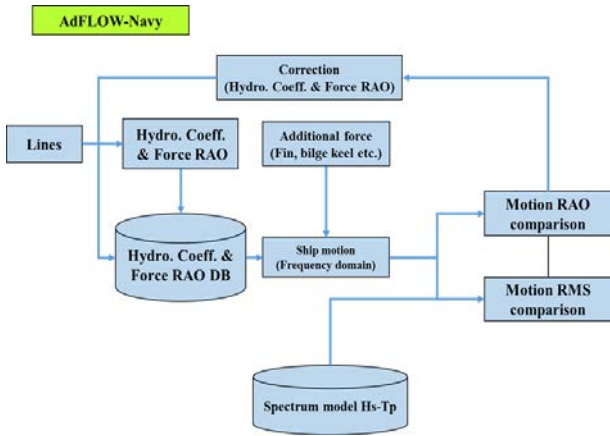 AdFLOW-Navy
Correction
(Hydro. Coeff. & Force RAO)
Lines
Hydro. Coeff.
& Force RAO
Additional force
(Fin, bilge keel etc.)
Hydro. Coeff. &
Force RAO DB
Ship motion
(Frequency domain)
Motion RAO
comparison
Motion RMS
comparison
Spectrum model Hs-Tp